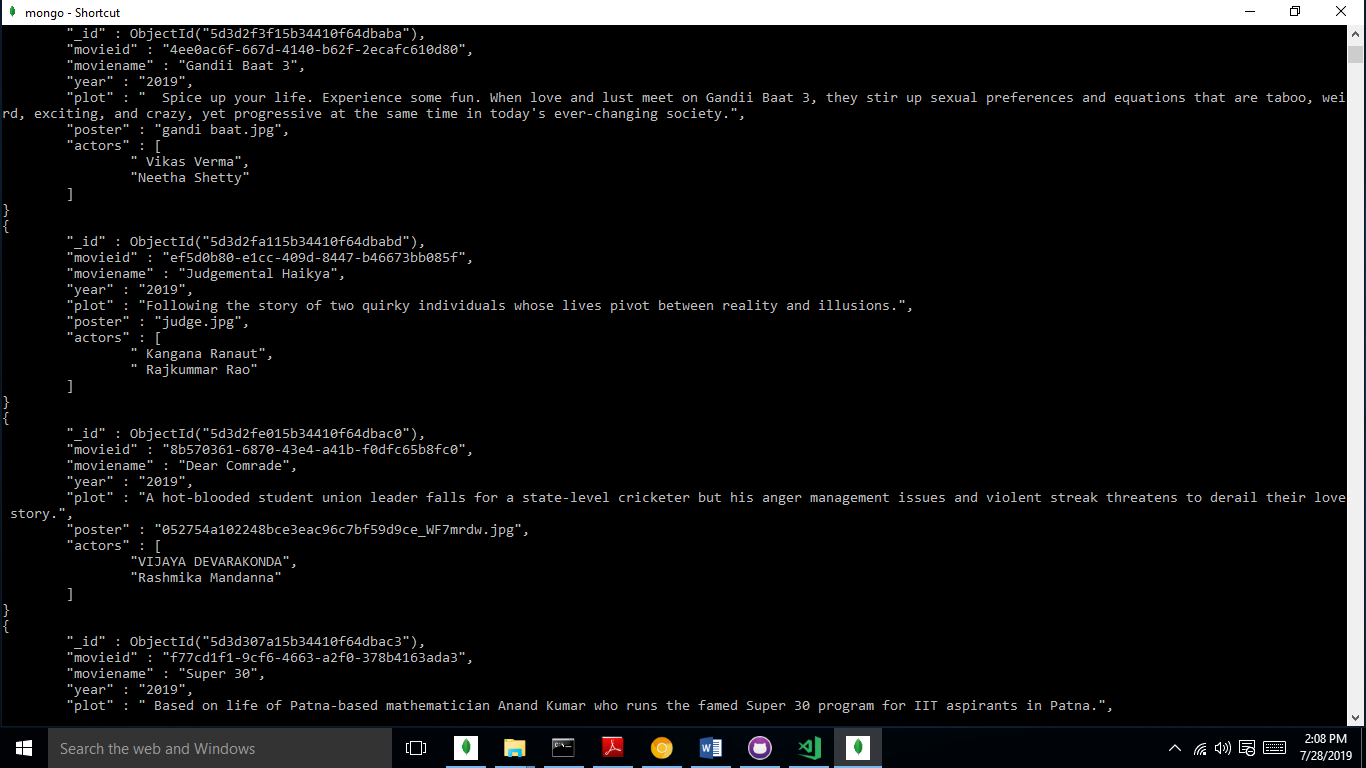 mongo - Shortcut
"_id" : ObjectId("5d3d2f3f15b34410f64dbaba"),
"movieid" : "4ee0ac6f-667d-4140-b62f-2ecafc610d80",
"moviename" : "Gandii Baat 3",
"year" : "2019",
"plot" : "  Spice up your life. Experience some fun. When love and lust meet on Gandii Baat 3, they stir up sexual preferences and equations that are taboo, wei
rd, exciting, and crazy, yet progressive at the same time in today's ever-changing society.",
"poster" : "gandi baat.jpg",
"actors" : [
" Vikas Verma",
"Neetha Shetty"
]
}
{
"_id" : ObjectId("5d3d2fa115b34410f64dbabd"),
"movieid" : "ef5d0b80-e1cc-409d-8447-b46673bb085f",
"moviename" : "Judgemental Haikya",
"year" : "2019",
"plot" : "Following the story of two quirky individuals whose lives pivot between reality and illusions.",
"poster" : "judge.jpg",
"actors" : [
" Kangana Ranaut",
" Rajkummar Rao"
]
}
{
"_id" : ObjectId("5d3d2fe015b34410f64dbac0"),
"movieid" : "8b570361-6870-43e4-a41b-f0dfc65b8fc0",
"moviename" : "Dear Comrade",
"year" : "2019",
"plot" : "A hot-blooded student union leader falls for a state-level cricketer but his anger management issues and violent streak threatens to derail their love
story.",
"poster" : "052754a102248bce3eac96c7bf59d9ce_WF7mrdw.jpg",
"actors" : [
"VIJAYA DEVARAKONDA",
"Rashmika Mandanna"
]
}
{
"_id" : ObjectId("5d3d307a15b34410f64dbac3"),
"movieid" : "f77cd1f1-9cf6-4663-a2f0-378b4163ada3",
"moviename" : "Super 30",
"year" : "2019",
"plot" : " Based on life of Patna-based mathematician Anand Kumar who runs the famed Super 30 program for IIT aspirants in Patna.",
Search the web and Windows
2:08 PM
7/28/2019